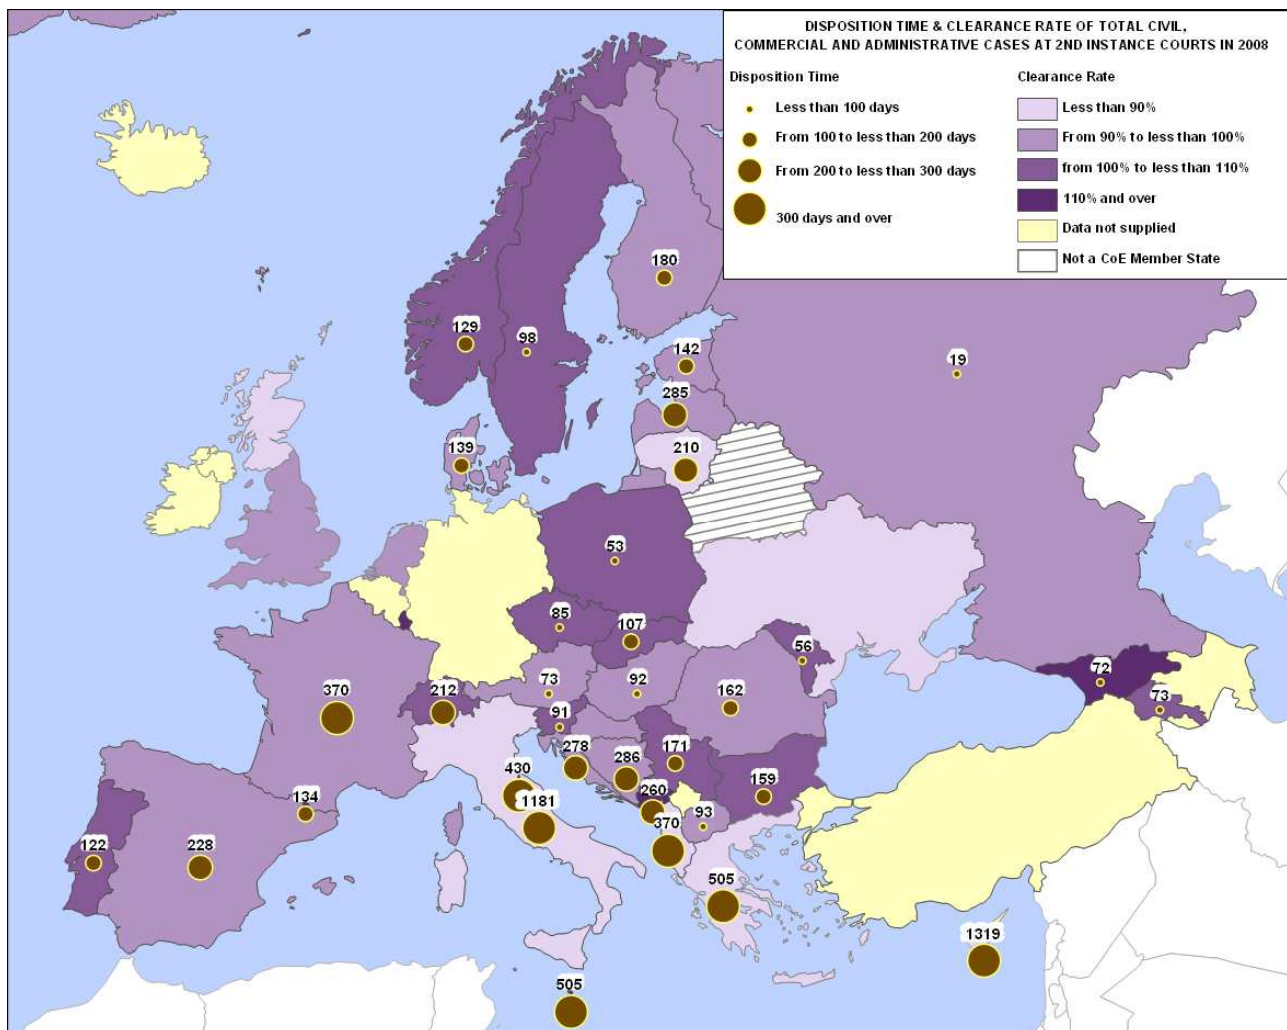 DISPOSITION TIME & CLEARANCE RATE OF TOTAL CIVIL,
COMMERCIAL AND ADMINISTRATIVE CASES AT 2ND INSTANCE COURTS IN 2008
Disposition Time
Less than 100 days
From 100 to less than 200 days
From 200 to less than 300 days
300 days and over
Clearance Rate
Less than 90%
From 90% to less than 100%
from 100% to less than 110%
110% and over
Data not supplied
Not a CoE Member State
180
129
98
142
19
285
139
210
53
85
107
56
73
92
72
370
212
162
73
91
278
286
171
430
260
159
134
1181
93
370
122
228
505
1319
505